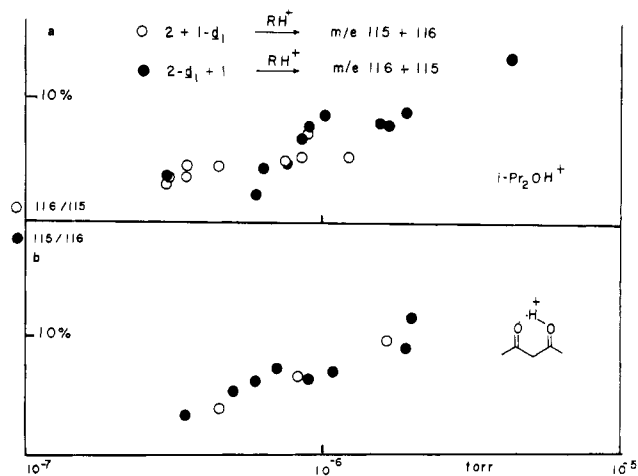 a
2 + 1-d₁ RH⁺ → m/e 115 + 116
2-d₁ + 1 RH⁺ → m/e 116 + 115
10%
i-Pr₂OH⁺
116/115
115/116
b
10%
+
·H·
O O
10⁻⁷ 10⁻⁶ torr 10⁻⁵